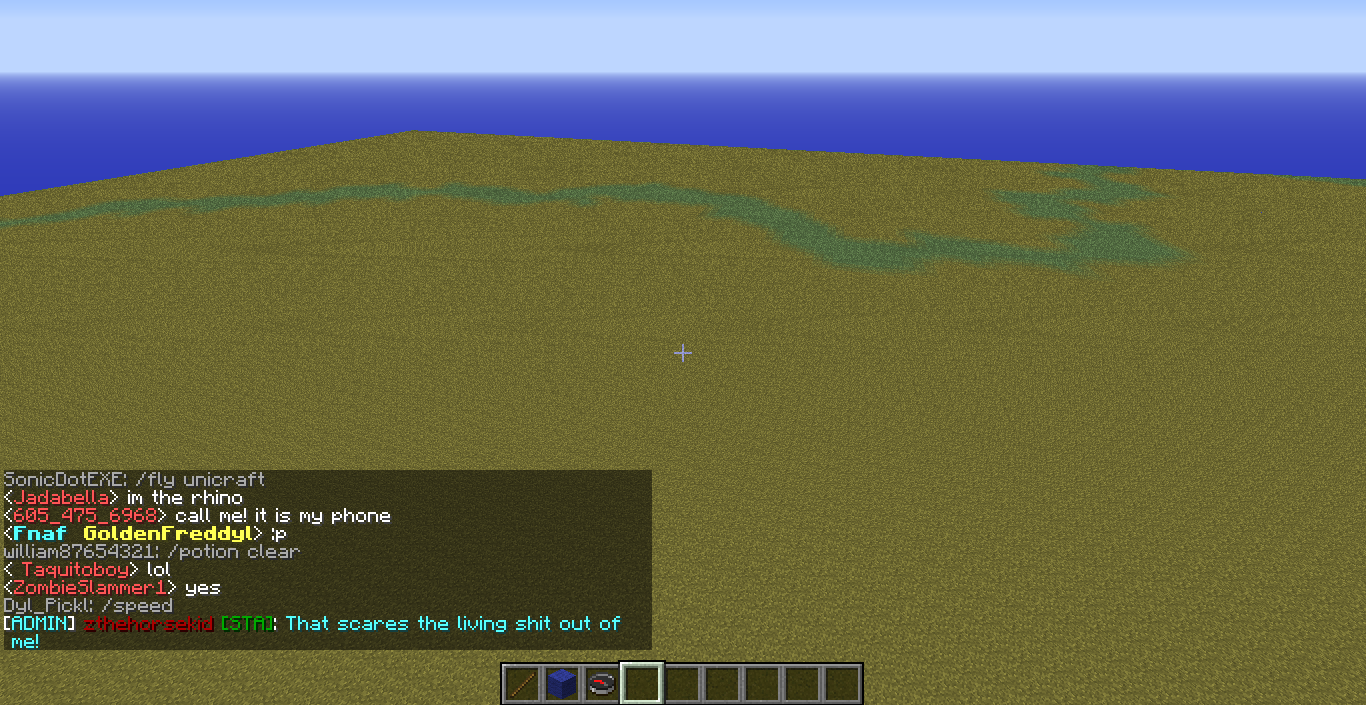 SonicDotEXE: /fly unicraft
<Jadabella> im the rhino
<605_475_6968> call me! it is my phone
<Fnaf GoldenFreddyl> :p
william87654321: /potion clear
< Taquitoboy> lol
<ZombieSlammer1> yes
Dyl_Pickl: /speed
[ADMIN] zthehorsekid [STA]: That scares the living shit out of
me!